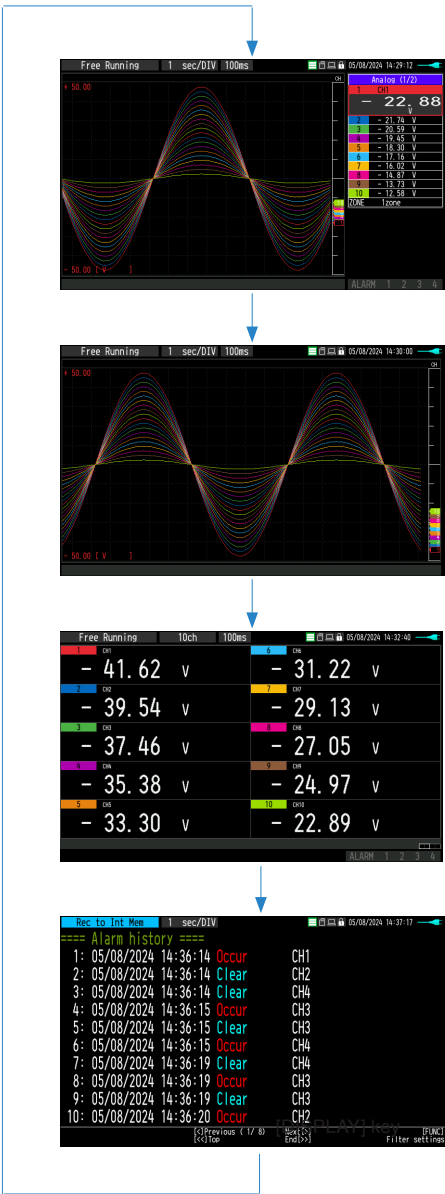 Free Running 1 sec/DIV 100ms 05/08/2024 14:29:12
+ 50.00
CH
Analog (1/2)
1 CH1
- 22.88
V
2 - 21.74 V
3 - 20.59 V
4 - 19.45 V
5 - 18.30 V
6 - 17.16 V
7 - 16.02 V
8 - 14.87 V
9 - 13.73 V
10 - 12.58 V
ZONE 1zone
- 50.00 [ V ]
ALARM 1 2 3 4
Free Running 1 sec/DIV 100ms 05/08/2024 14:30:00
CH
+ 50.00
- 50.00 [ V ]
Free Running 10ch 100ms 05/08/2024 14:32:40
1 CH1 6 CH6
- 41.62 V - 31.22 V
2 CH2 7 CH7
- 39.54 V - 29.13 V
3 CH3 8 CH8
- 37.46 V - 27.05 V
4 CH4 9 CH9
- 35.38 V - 24.97 V
5 CH5 10 CH10
- 33.30 V - 22.89 V
ALARM 1 2 3 4
Rec to Int Mem 1 sec/DIV 05/08/2024 14:37:17
==== Alarm history ====
1: 05/08/2024 14:36:14 Occur CH1
2: 05/08/2024 14:36:14 Clear CH2
3: 05/08/2024 14:36:14 Clear CH4
4: 05/08/2024 14:36:15 Occur CH3
5: 05/08/2024 14:36:15 Clear CH3
6: 05/08/2024 14:36:15 Occur CH4
7: 05/08/2024 14:36:19 Clear CH4
8: 05/08/2024 14:36:19 Occur CH3
9: 05/08/2024 14:36:19 Clear CH3
10: 05/08/2024 14:36:20 Occur CH2
[DISPLAY] key
[<]Previous ( 1/ 8) Next[>] [FUNC]
[<<]Top End[>>] Filter settings